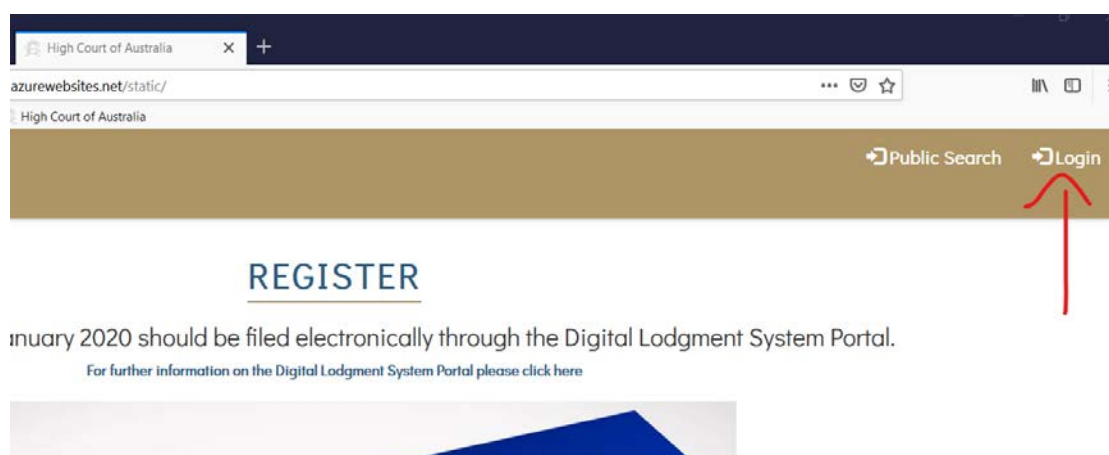 High Court of Australia
azurewebsites.net/static/
High Court of Australia
Public Search Login
REGISTER
anuary 2020 should be filed electronically through the Digital Lodgment System Portal.
For further information on the Digital Lodgment System Portal please click here